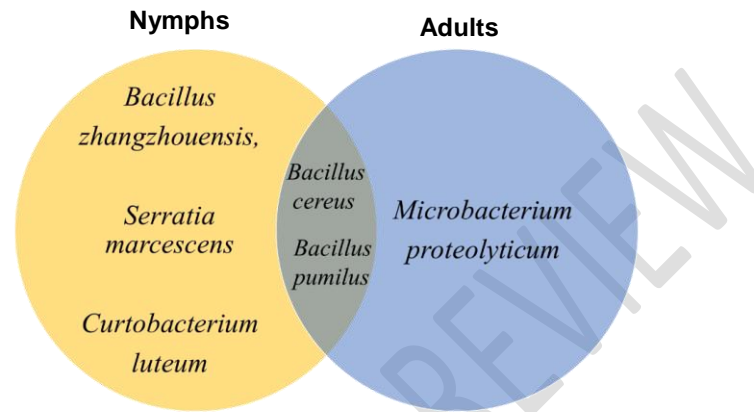 Nymphs
Adults
Bacillus
zhangzhouensis,
Serratia
marcescens
Curtobacterium
luteum
Bacillus
cereus
Bacillus
pumilus
Microbacterium
proteolyticum
REVIEW